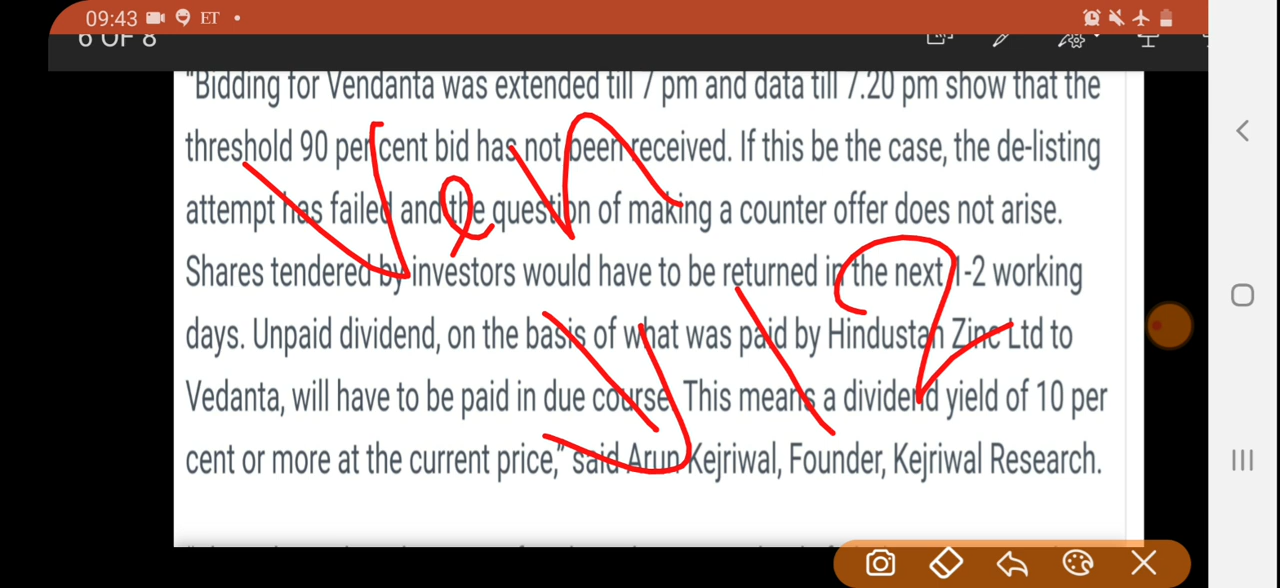 09:43 ET
6 OF 8
"Bidding for Vendanta was extended till 7 pm and data till 7.20 pm show that the
threshold 90 per cent bid has not been received. If this be the case, the de-listing
attempt has failed and the question of making a counter offer does not arise.
Shares tendered by investors would have to be returned in the next 1-2 working
days. Unpaid dividend, on the basis of what was paid by Hindustan Zinc Ltd to
Vedanta, will have to be paid in due course. This means a dividend yield of 10 per
cent or more at the current price,” said Arun Kejriwal, Founder, Kejriwal Research.
Ven
12